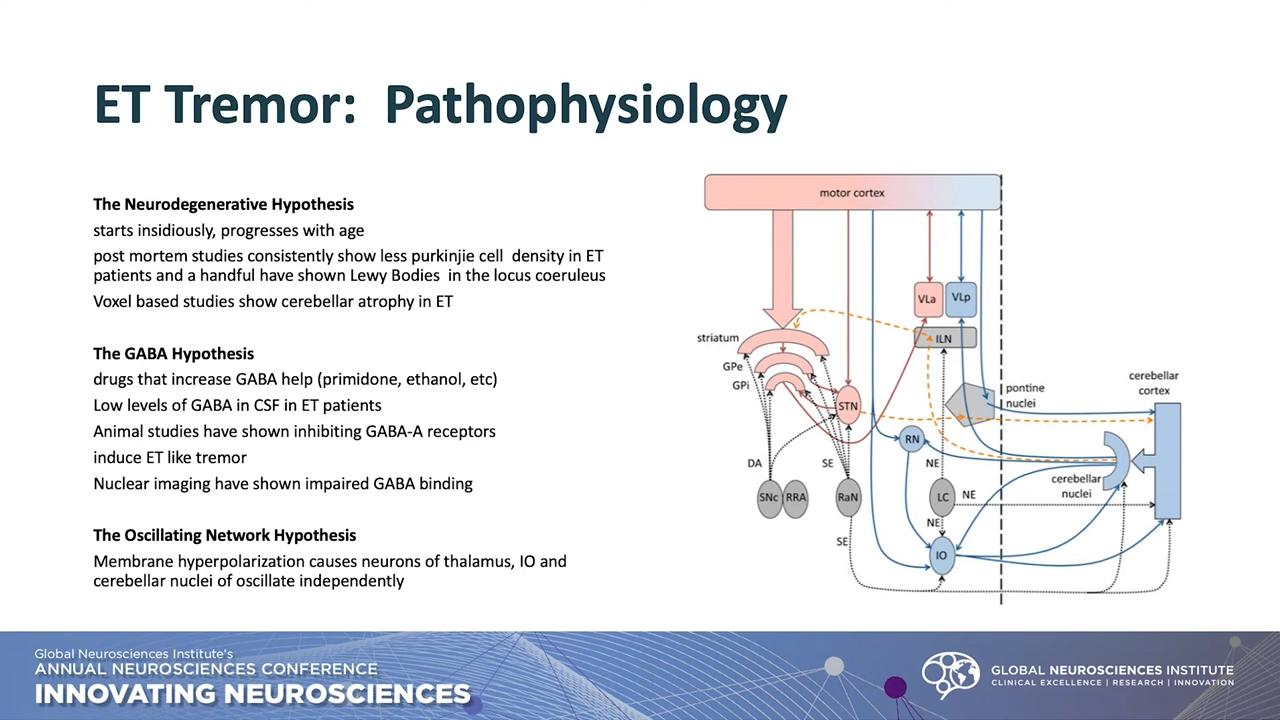 ET Tremor: Pathophysiology
The Neurodegenerative Hypothesis
starts insidiously, progresses with age
post mortem studies consistently show less purkinjie cell density in ET
patients and a handful have shown Lewy Bodies in the locus coeruleus
Voxel based studies show cerebellar atrophy in ET
The GABA Hypothesis
drugs that increase GABA help (primidone, ethanol, etc)
Low levels of GABA in CSF in ET patients
Animal studies have shown inhibiting GABA-A receptors
induce ET like tremor
Nuclear imaging have shown impaired GABA binding
The Oscillating Network Hypothesis
Membrane hyperpolarization causes neurons of thalamus, IO and
cerebellar nuclei of oscillate independently
motor cortex
VLa
VLp
striatum
ILN
GPe
GPi
STN
pontine
nuclei
cerebellar
cortex
RN
DA
SE
NE
cerebellar
nuclei
SNc
RRA
RaN
LC
NE
NE
SE
IO
Global Neurosciences Institute's
ANNUAL NEUROSCIENCES CONFERENCE
INNOVATING NEUROSCIENCES
GLOBAL NEUROSCIENCES INSTITUTE
CLINICAL EXCELLENCE | RESEARCH | INNOVATION